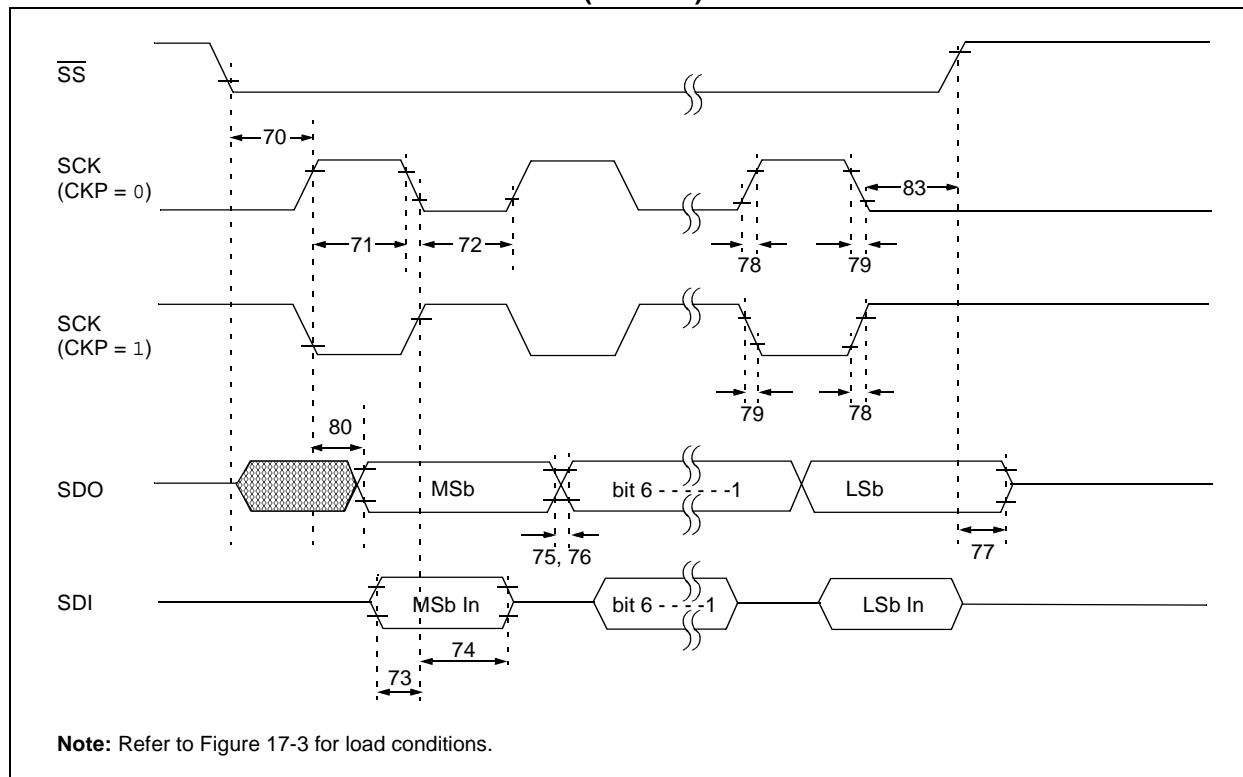 SS
70
SCK
(CKP = 0)
83
71
72
78
79
SCK
(CKP = 1)
79
78
80
SDO
MSb
bit 6 - - - - - -1
LSb
75, 76
77
SDI
MSb In
bit 6 - - - - -1
LSb In
74
73
Note: Refer to Figure 17-3 for load conditions.